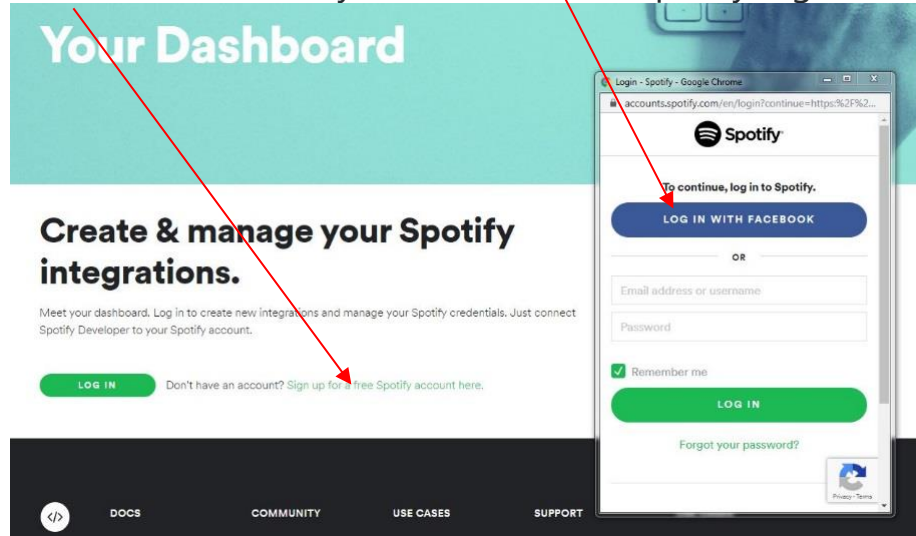 Your Dashboard
Create & manage your Spotify
integrations.
Meet your dashboard. Log in to create new integrations and manage your Spotify credentials. Just connect
Spotify Developer to your Spotify account.
LOG IN
Don't have an account? Sign up for a free Spotify account here.
Login - Spotify - Google Chrome
accounts.spotify.com/en/login?continue=https:%2F%2...
Spotify
To continue, log in to Spotify.
LOG IN WITH FACEBOOK
OR
Email address or username
Password
Remember me
LOG IN
Forgot your password?
Privacy - Terms
</> DOCS COMMUNITY USE CASES SUPPORT